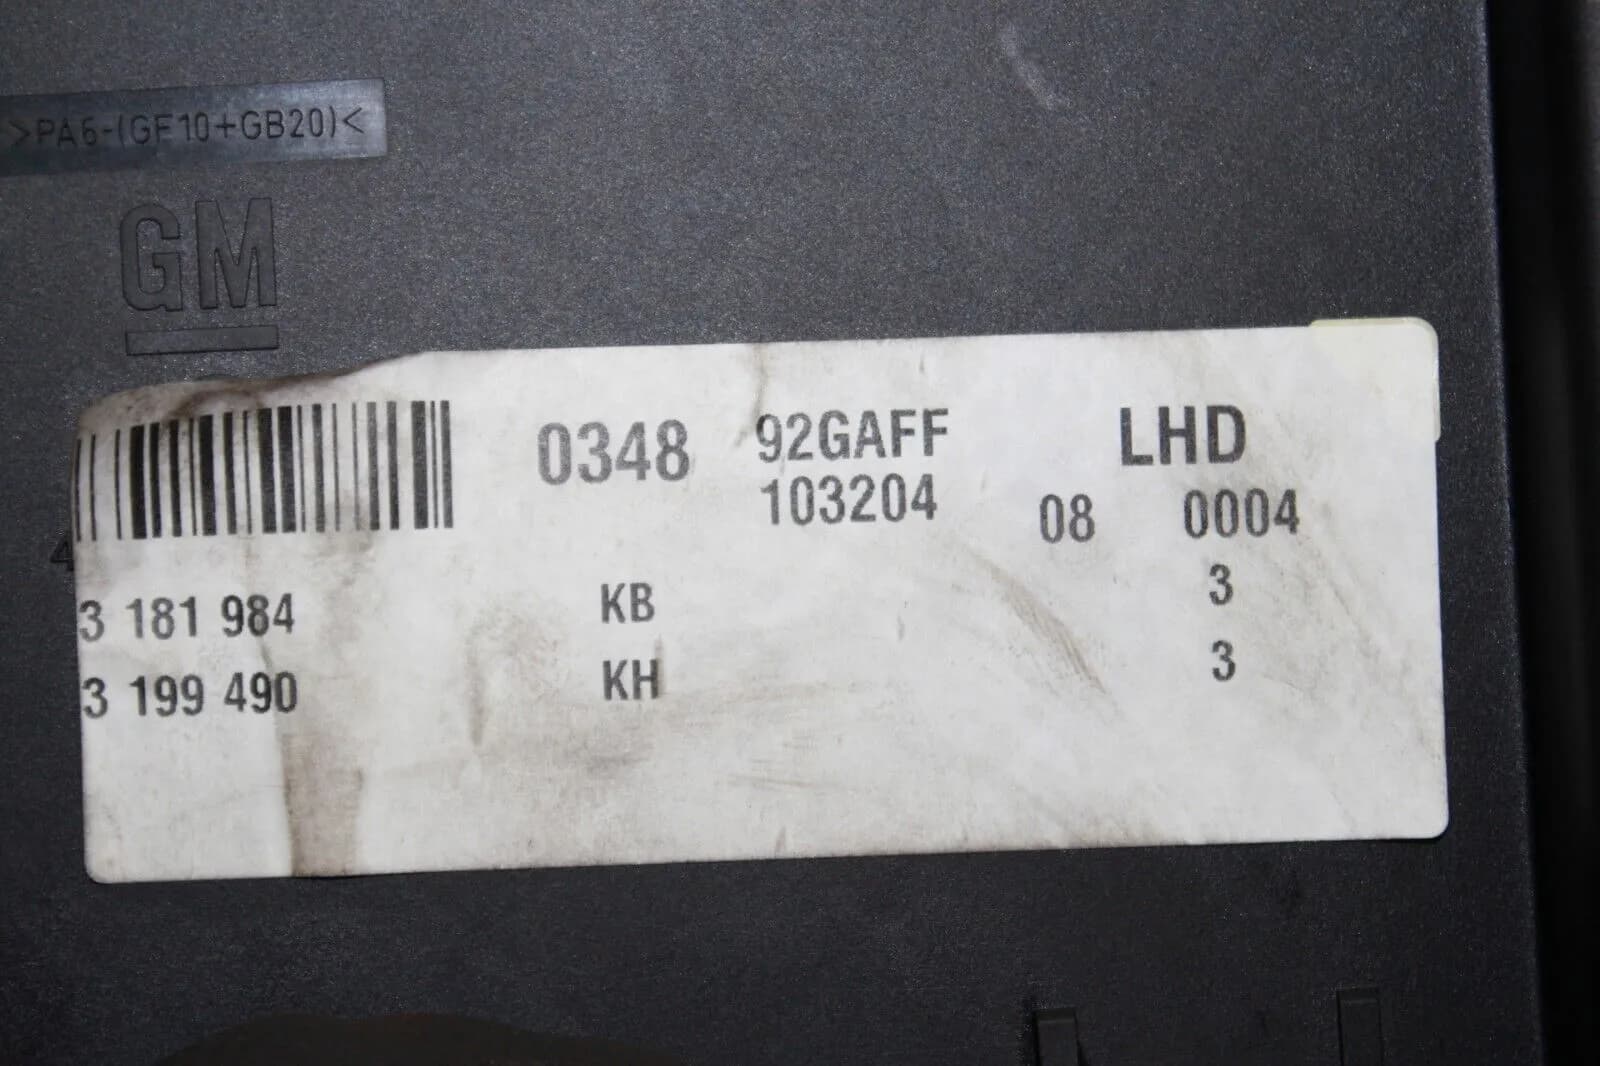 >PA6-(GF10+GB20)<
GM
0348 92GAFF LHD
103204 08 0004
4
3 181 984 KB 3
3 199 490 KH 3